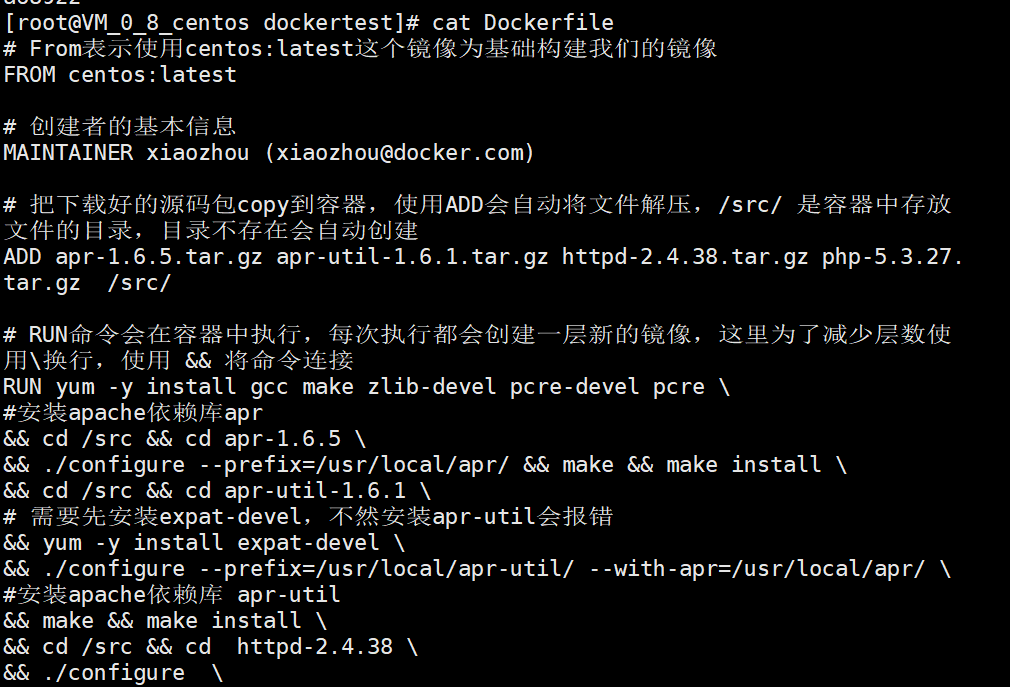 [root@VM_0_8_centos dockertest]# cat Dockerfile
# From表示使用centos:latest这个镜像为基础构建我们的镜像
FROM centos:latest
# 创建者的基本信息
MAINTAINER xiaozhou (xiaozhou@docker.com)
# 把下载好的源码包copy到容器，使用ADD会自动将文件解压，/src/ 是容器中存放
文件的目录，目录不存在会自动创建
ADD apr-1.6.5.tar.gz apr-util-1.6.1.tar.gz httpd-2.4.38.tar.gz php-5.3.27.
tar.gz  /src/
# RUN命令会在容器中执行，每次执行都会创建一层新的镜像，这里为了减少层数使
用\换行，使用 && 将命令连接
RUN yum -y install gcc make zlib-devel pcre-devel pcre \
#安装apache依赖库apr
&& cd /src && cd apr-1.6.5 \
&& ./configure --prefix=/usr/local/apr/ && make && make install \
&& cd /src && cd apr-util-1.6.1 \
# 需要先安装expat-devel，不然安装apr-util会报错
&& yum -y install expat-devel \
&& ./configure --prefix=/usr/local/apr-util/ --with-apr=/usr/local/apr/ \
#安装apache依赖库 apr-util
&& make && make install \
&& cd /src && cd  httpd-2.4.38 \
&& ./configure  \